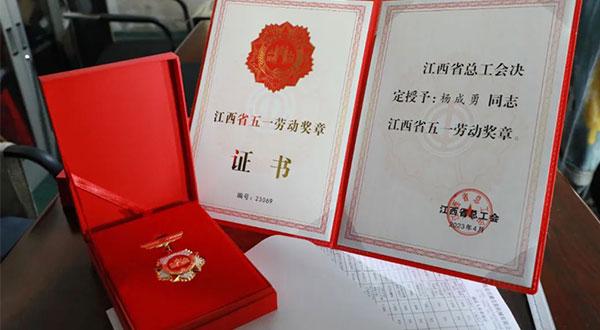 江西省五一劳动奖章
证书
编号：23069
江西省总工会决
定授予：杨成勇 同志
江西省五一劳动奖章。
江西省总工会
2023年4月